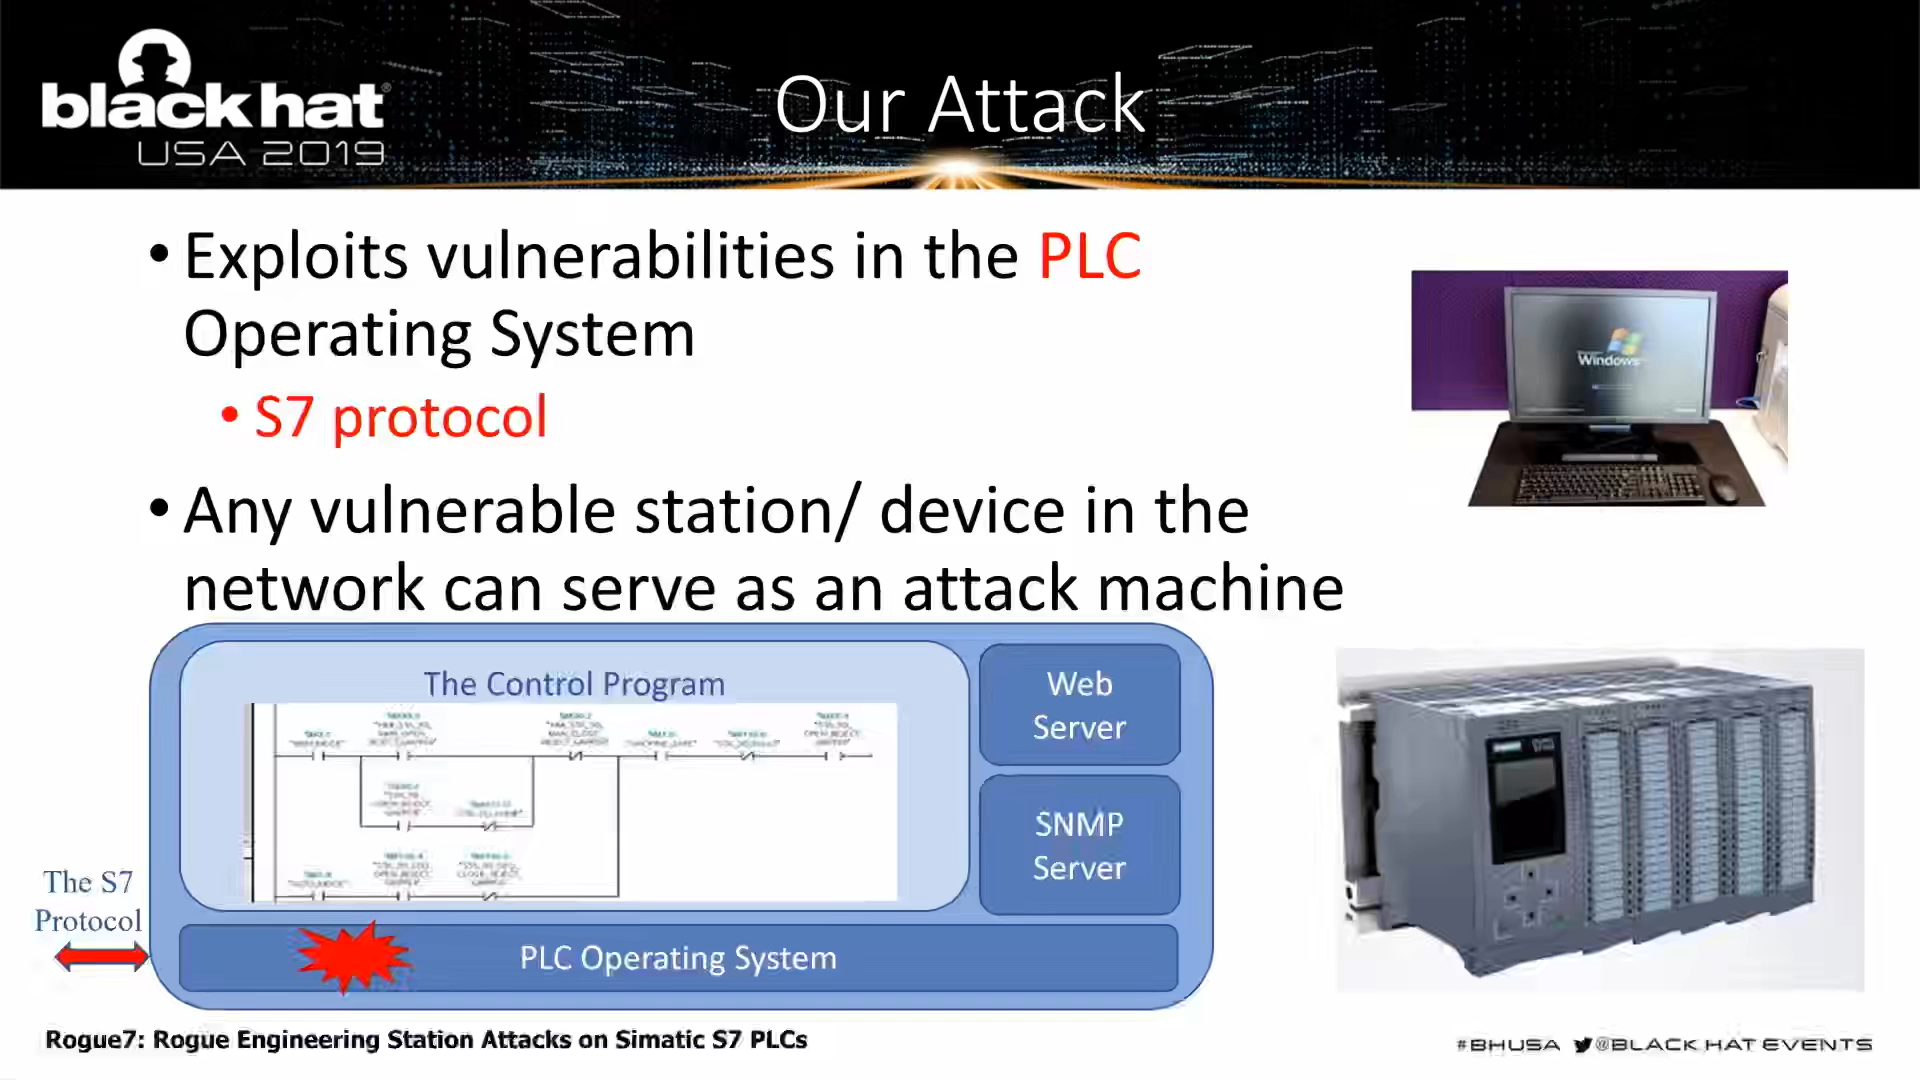 black hat®
USA 2019
Our Attack
• Exploits vulnerabilities in the PLC
Operating System
• S7 protocol
• Any vulnerable station/ device in the
network can serve as an attack machine
Windows
The Control Program
Web
Server
SNMP
Server
The S7
Protocol
PLC Operating System
Rogue7: Rogue Engineering Station Attacks on Simatic S7 PLCs
#BHUSA @BLACK HAT EVENTS